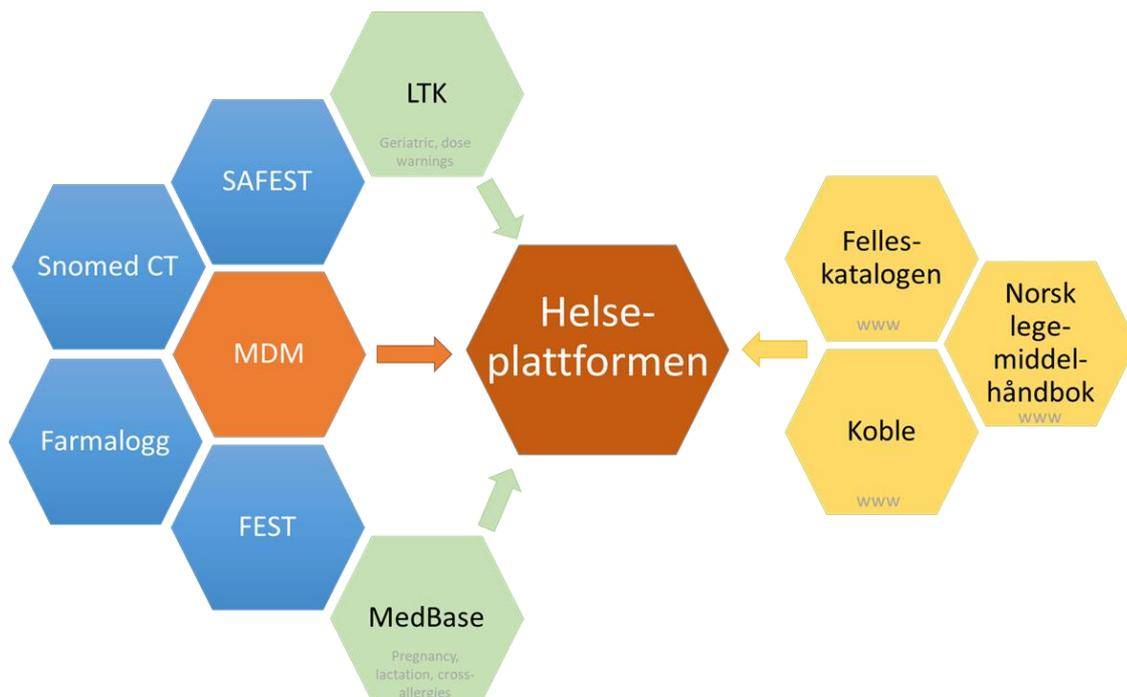 LTK
Geriatric, dose
warnings
SAFEST
Snomed CT
MDM
Farmalogg
FEST
MedBase
Pregnancy,
lactation, cross-
allergies
Helse-
plattformen
Felles-
katalogen
www
Norsk
lege-
middel-
håndbok
www
Koble
www